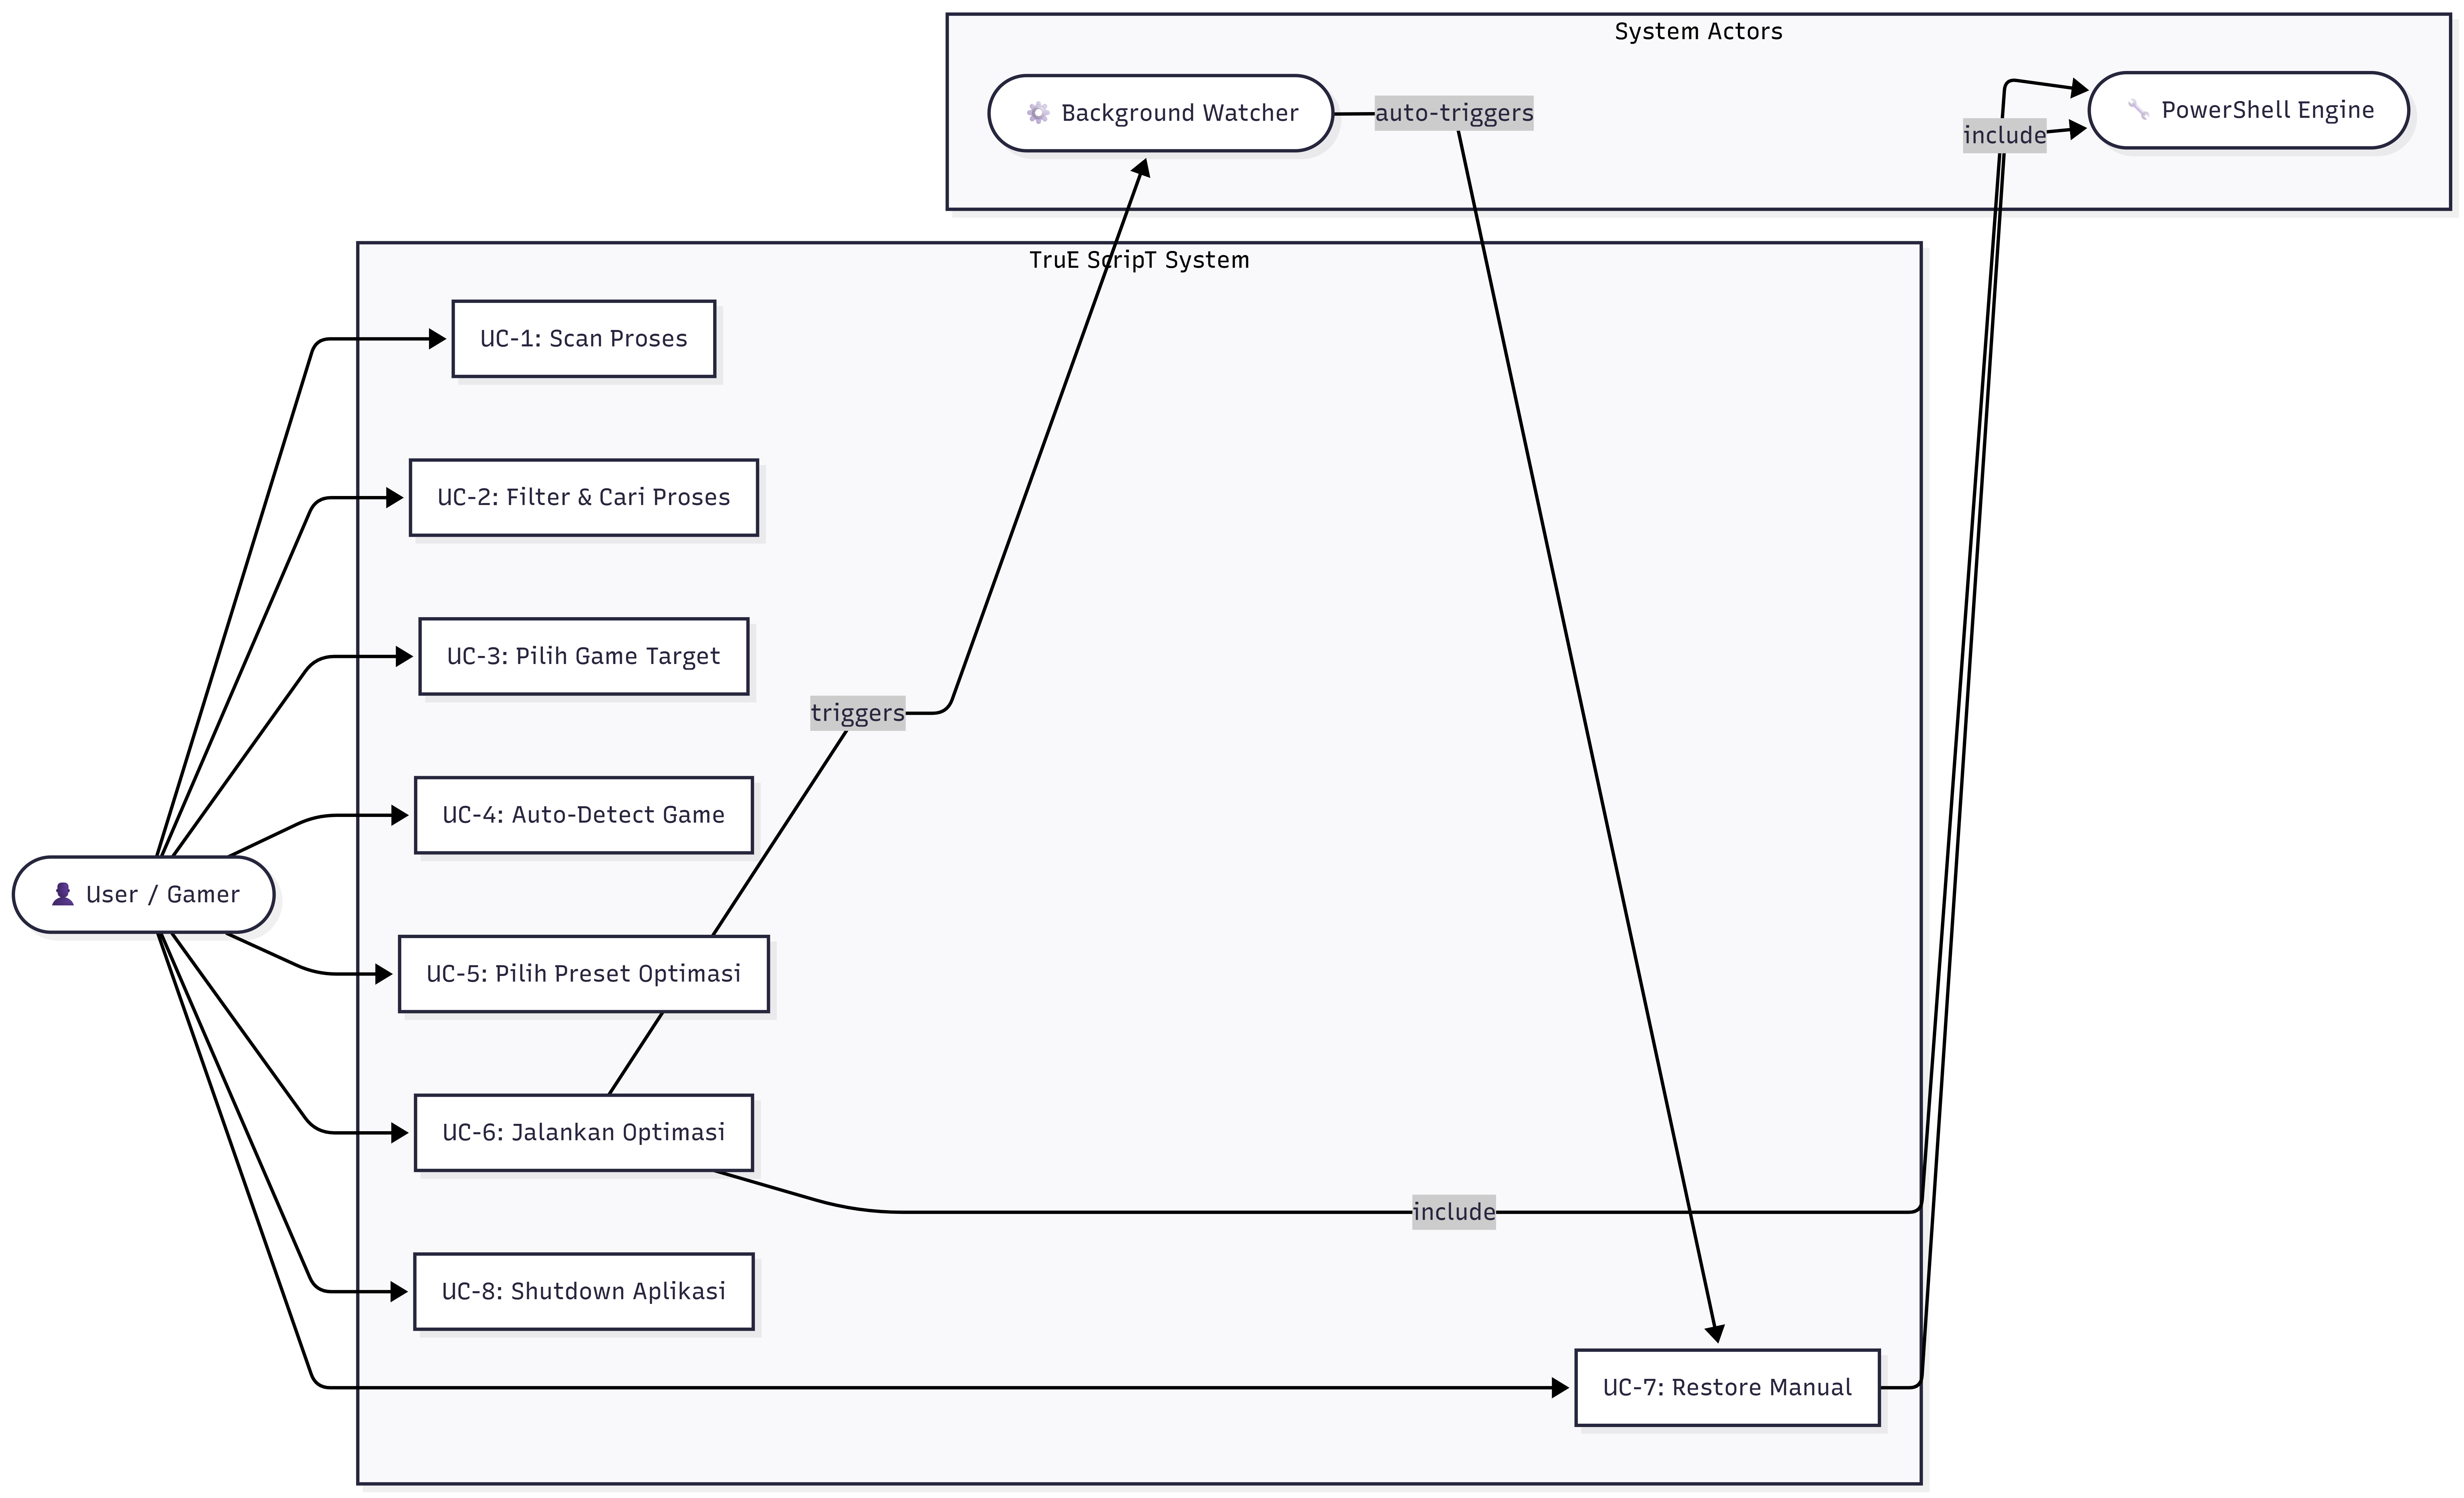 System Actors
Background Watcher
auto-triggers
include
PowerShell Engine
TruE ScripT System
UC-1: Scan Proses
UC-2: Filter & Cari Proses
UC-3: Pilih Game Target
triggers
UC-4: Auto-Detect Game
User / Gamer
UC-5: Pilih Preset Optimasi
UC-6: Jalankan Optimasi
include
UC-8: Shutdown Aplikasi
UC-7: Restore Manual